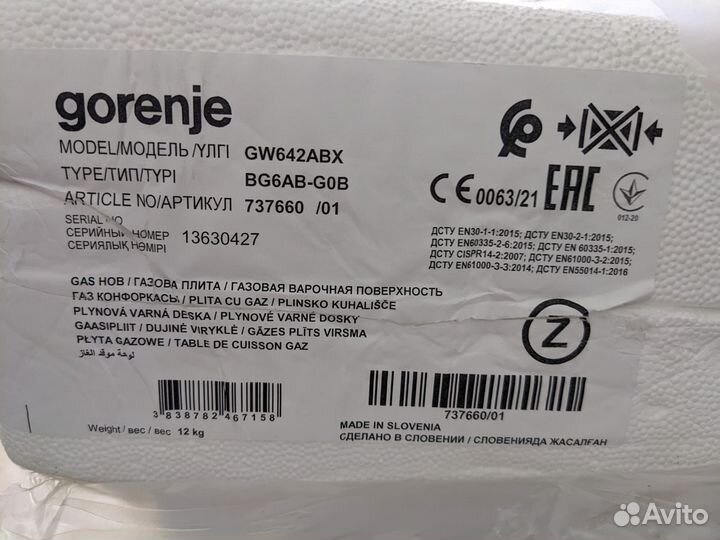 gorenje
MODEL/МОДЕЛЬ/ҮЛГІ GW642ABX
TYPE/ТИП/TYPI BG6AB-G0B
ARTICLE NO/АРТИКУЛ 737660 /01
SERIAL NO
СЕРИЙНЫЙ НОМЕР 13630427
СЕРИЯЛЫҚ НӨМІРІ
CE 0063/21 EAC
012-20
ДСТУ EN30-1-1:2015; ДСТУ EN30-2-1:2015
ДСТУ EN60335-2-6:2015; ДСТУ EN 60335-1:2015;
ДСТУ CISPR14-2:2007; ДСТУ EN61000-3-2:2015;
ДСТУ EN61000-3-3:2014; ДСТУ EN55014-1:2016
GAS HOB / ГАЗОВА ПЛИТА / ГАЗОВАЯ ВАРОЧНАЯ ПОВЕРХНОСТЬ
ГАЗ КОНФОРКАСЫ / PLITA CU GAZ / PLINSKO KUHALIŠČE
PLYNOVÁ VARNÁ DESKA / PLYNOVÉ VARNÉ DOSKY
GAASIPLIIT / DUJINĖ VIRYKLĖ / GĀZES PLĪTS VIRSMA
PŁYTA GAZOWE / TABLE DE CUISSON GAZ
لوحة موقد الغاز
Z
3 838782 467158
737660/01
Weight / вес / вес 12 kg
MADE IN SLOVENIA
СДЕЛАНО В СЛОВЕНИИ / СЛОВЕНИЯДА ЖАСАЛҒАН
Avito